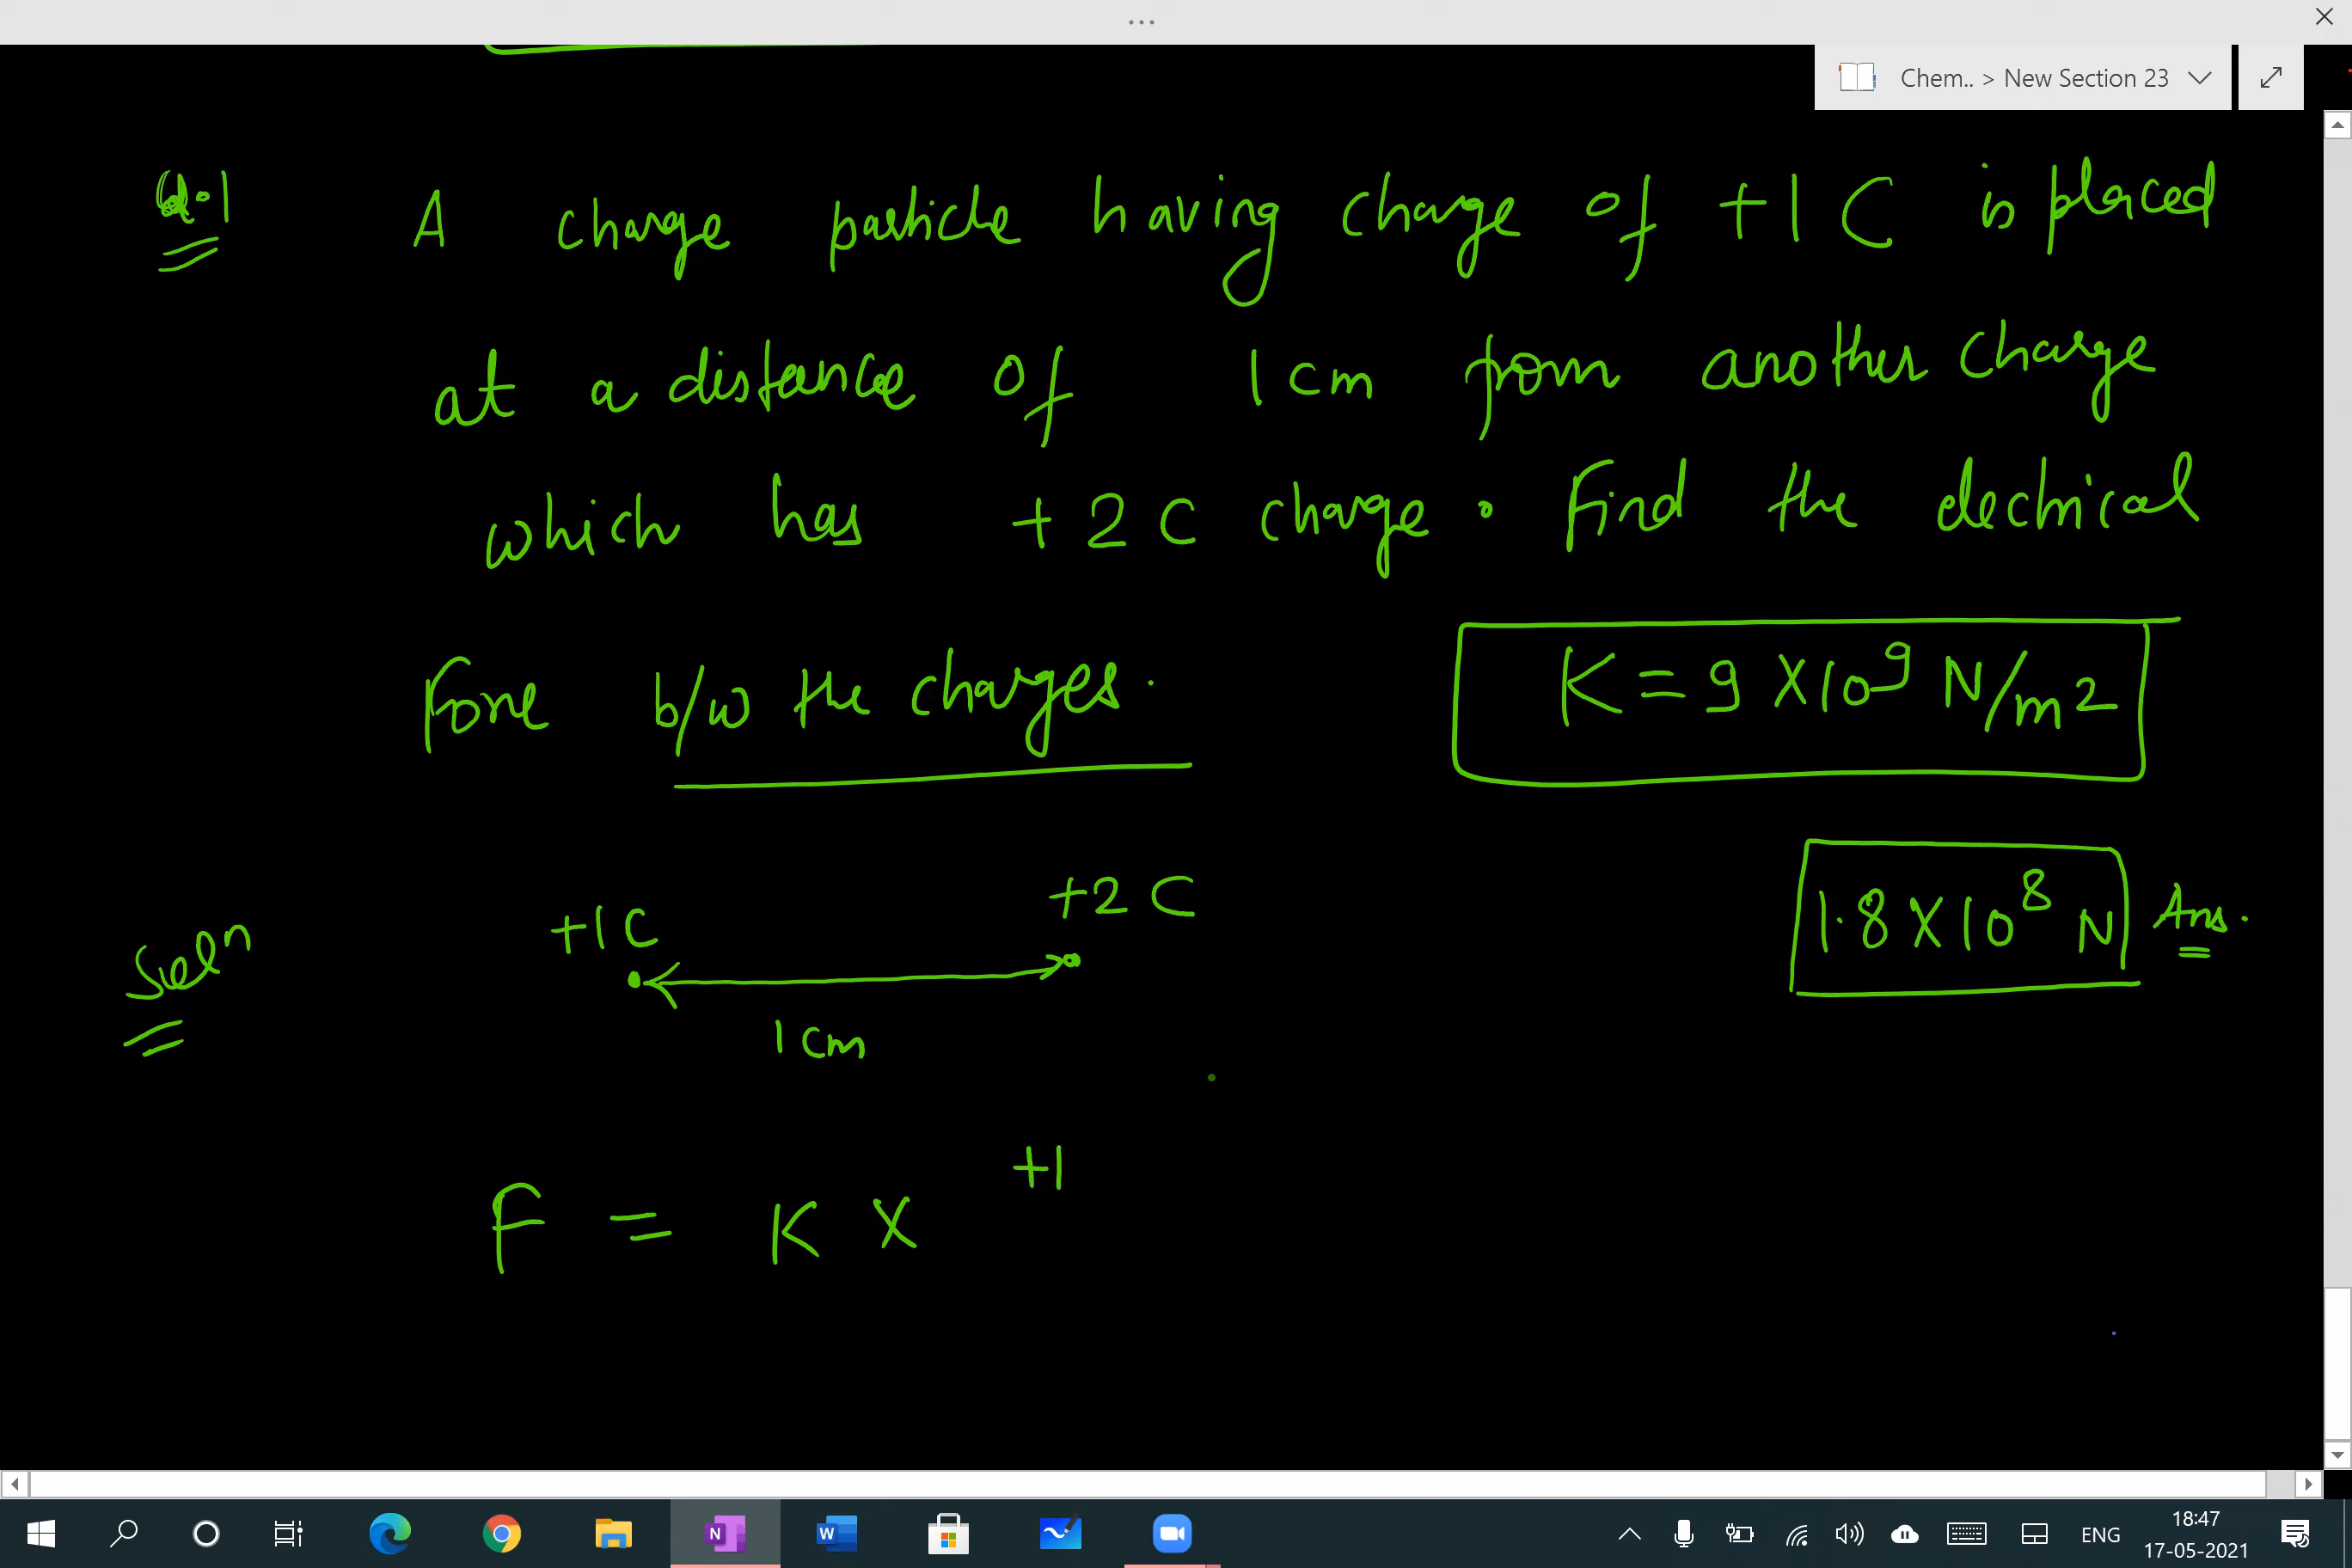 Chem.. > New Section 23
Q.1 A charge particle having charge of +1 C is placed
at a distance of 1 cm from another charge
which has +2 C charge. Find the electrical
Force b/w the charges.
K = 9 X 10^9 N/m2
1.8 X 10^8 N Ans.
Soln
+1 C
+2 C
1 cm
F = K X +1
ENG
18:47
17-05-2021